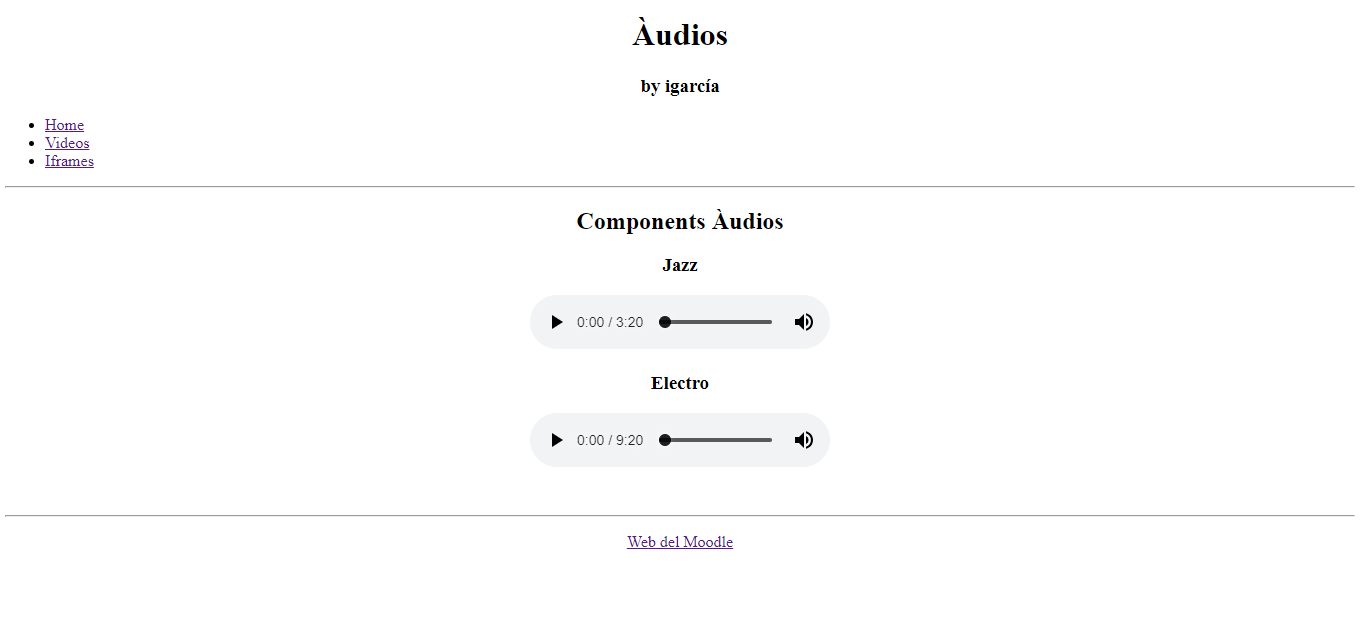 Àudios
by igarcía
Home
Videos
Iframes
Components Àudios
Jazz
0:00 / 3:20
Electro
0:00 / 9:20
Web del Moodle